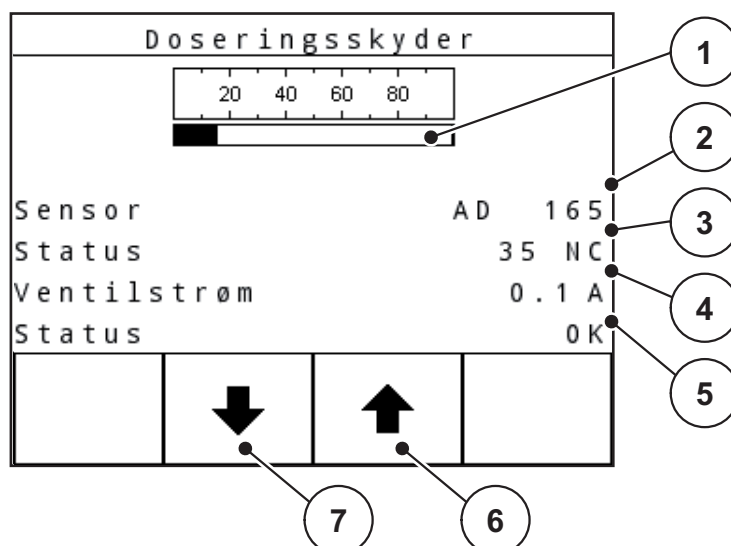 Doseringsskyder
20 40 60 80
Sensor AD 165
Status 35 NC
Ventilstrøm 0.1 A
Status OK
1
2
3
4
5
6
7